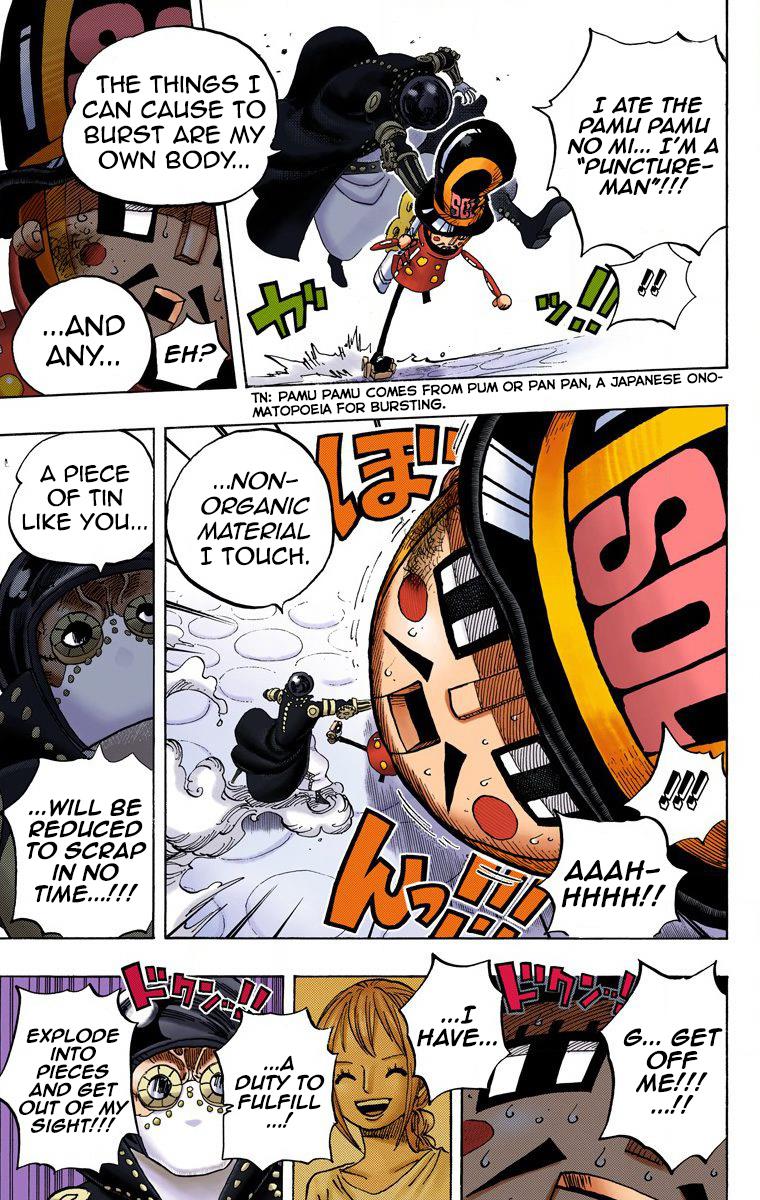 I ATE THE
PAMU PAMU
NO MI... I'M A
"PUNCTURE-
MAN"!!!
!!
ガ
ッ!!
SOL
THE THINGS I
CAN CAUSE TO
BURST ARE MY
OWN BODY...
...AND
ANY...
EH?
TN: PAMU PAMU COMES FROM PUM OR PAN PAN, A JAPANESE ONO-
MATOPOEIA FOR BURSTING.
...NON-
ORGANIC
MATERIAL
I TOUCH.
ぼ
んっ!!!
SOL
!!!
AAAH-
HHHH!!
A PIECE
OF TIN
LIKE YOU...
...WILL BE
REDUCED
TO SCRAP
IN NO
TIME...!!!
G... GET
OFF
ME!!!
...!!
...I
HAVE...
ドクンッ!!
...A
DUTY TO
FULFILL
...!
ドクンッ!!
EXPLODE
INTO
PIECES
AND GET
OUT OF MY
SIGHT!!!